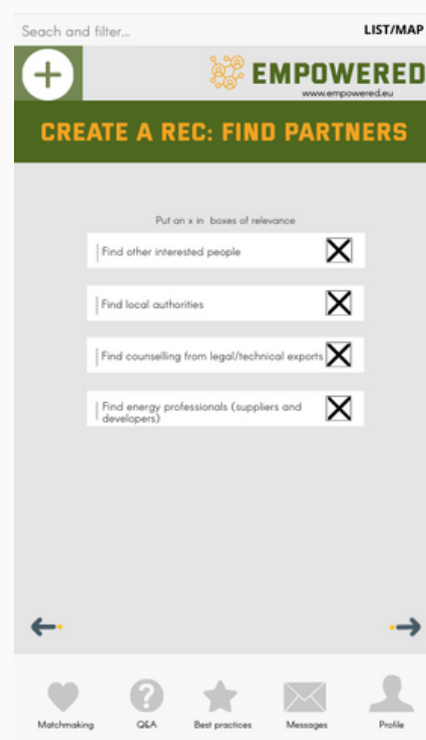 Seach and filter...
LIST/MAP
EMPOWERED
www.empowered.eu
CREATE A REC: FIND PARTNERS
Put an x in boxes of relevance
Find other interested people
Find local authorities
Find counselling from legal/technical exports
Find energy professionals (suppliers and
developers)
Matchmaking Q&A Best practices Messages Profile